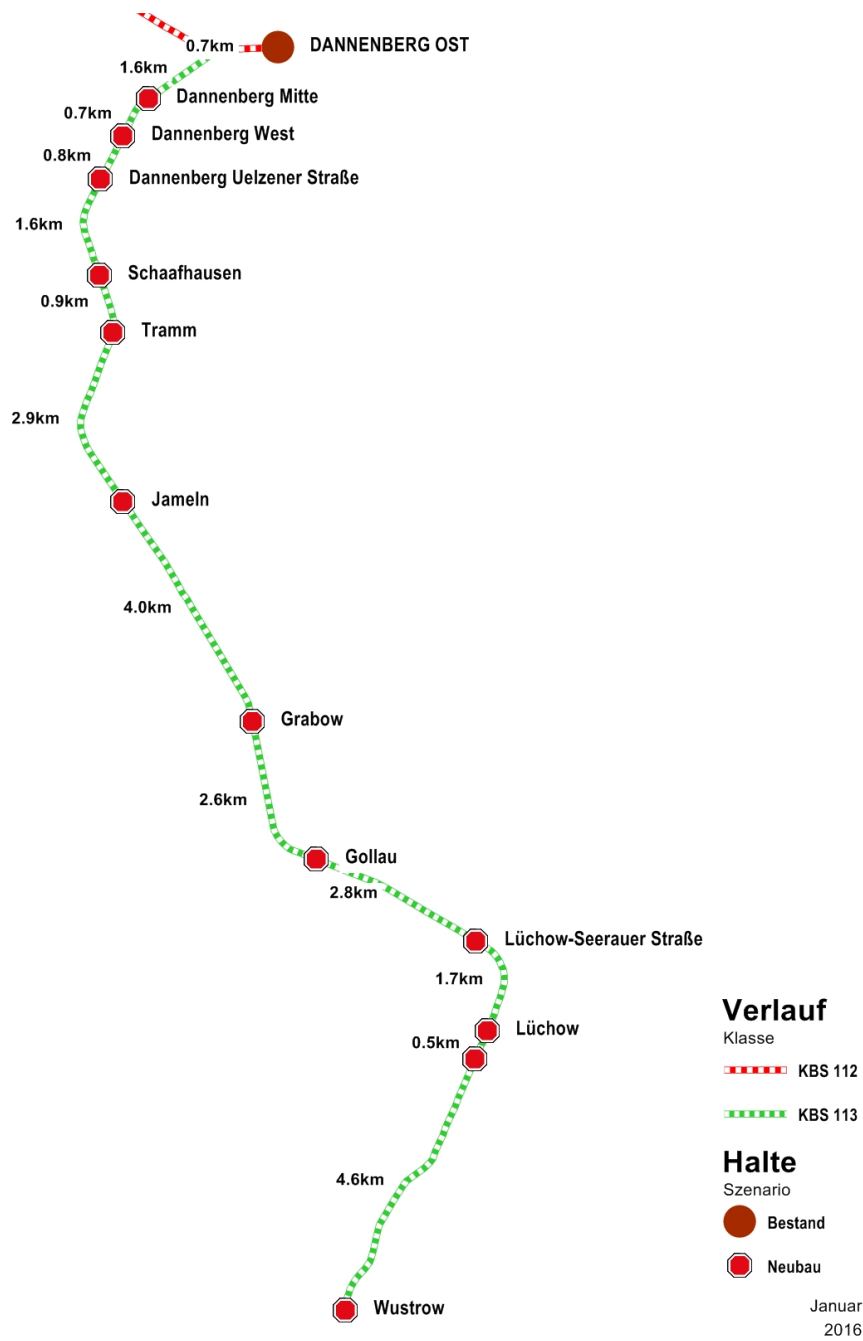 0.7km
DANNENBERG OST
1.6km
Dannenberg Mitte
0.7km
Dannenberg West
0.8km
Dannenberg Uelzener Straße
1.6km
Schaafhausen
0.9km
Tramm
2.9km
Jameln
4.0km
Grabow
2.6km
Gollau
2.8km
Lüchow-Seerauer Straße
1.7km
Lüchow
0.5km
4.6km
Wustrow
Verlauf
Klasse
KBS 112
KBS 113
Halte
Szenario
Bestand
Neubau
Januar
2016